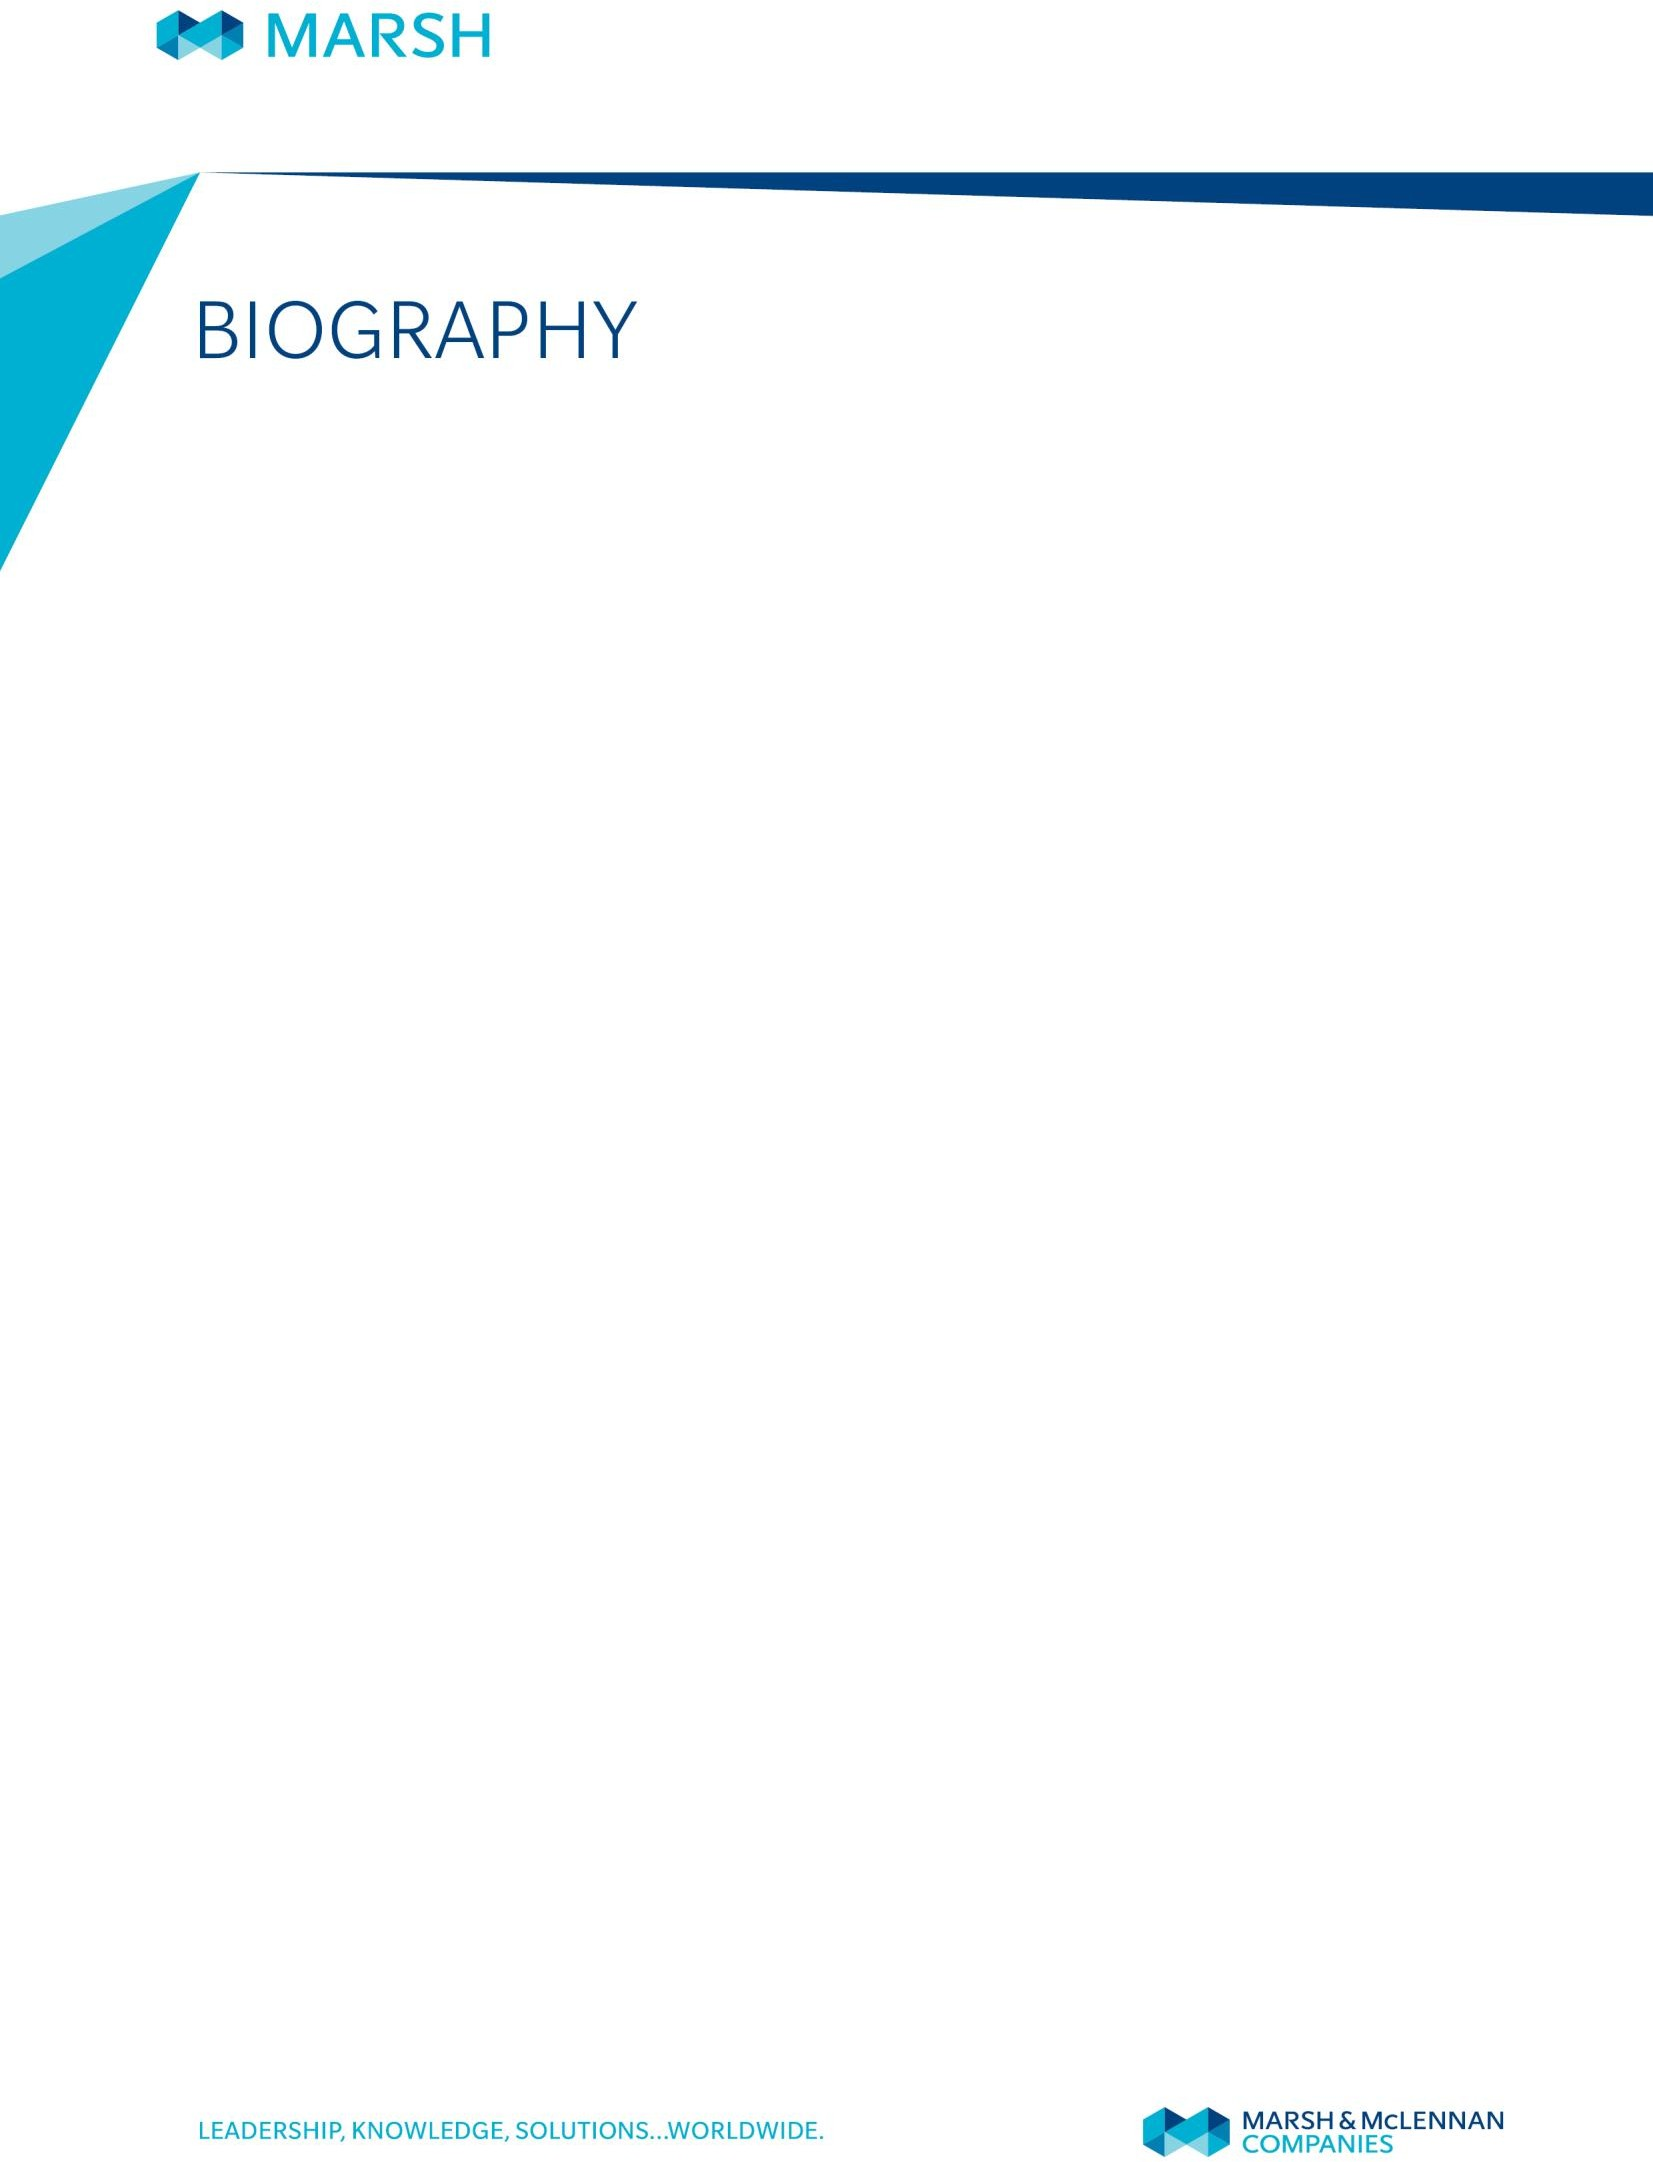 MARSH
BIOGRAPHY
LEADERSHIP, KNOWLEDGE, SOLUTIONS...WORLDWIDE.
MARSH & McLENNAN
COMPANIES